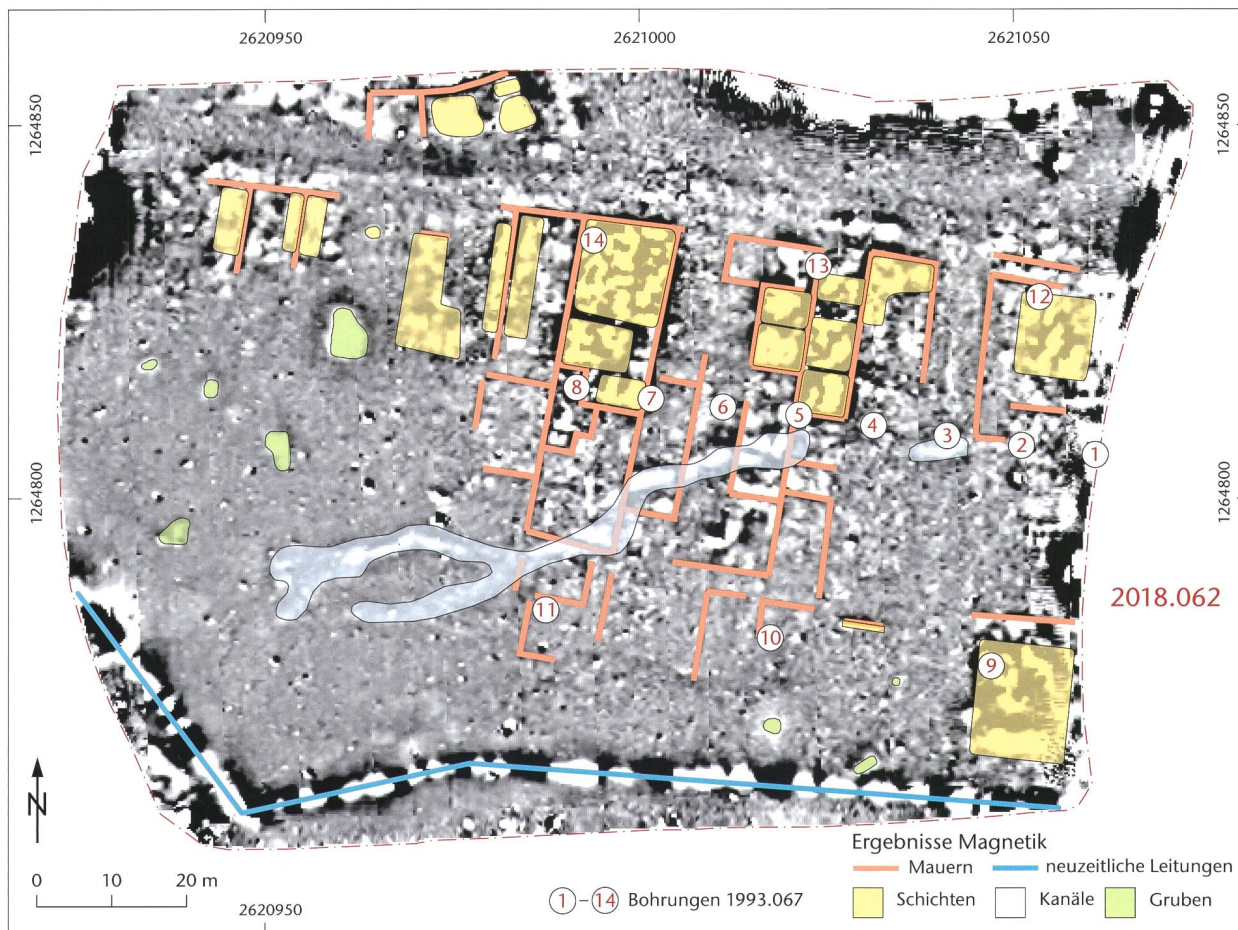 2620950 2621000 2621050
1264850 1264850
14
13
12
8 7 6 5 4 3 2 1
1264800 1264800
11 10
2018.062
9
N
Ergebnisse Magnetik
Mauern neuzeitliche Leitungen
0 10 20 m
1 – 14 Bohrungen 1993.067
Schichten Kanäle Gruben
2620950